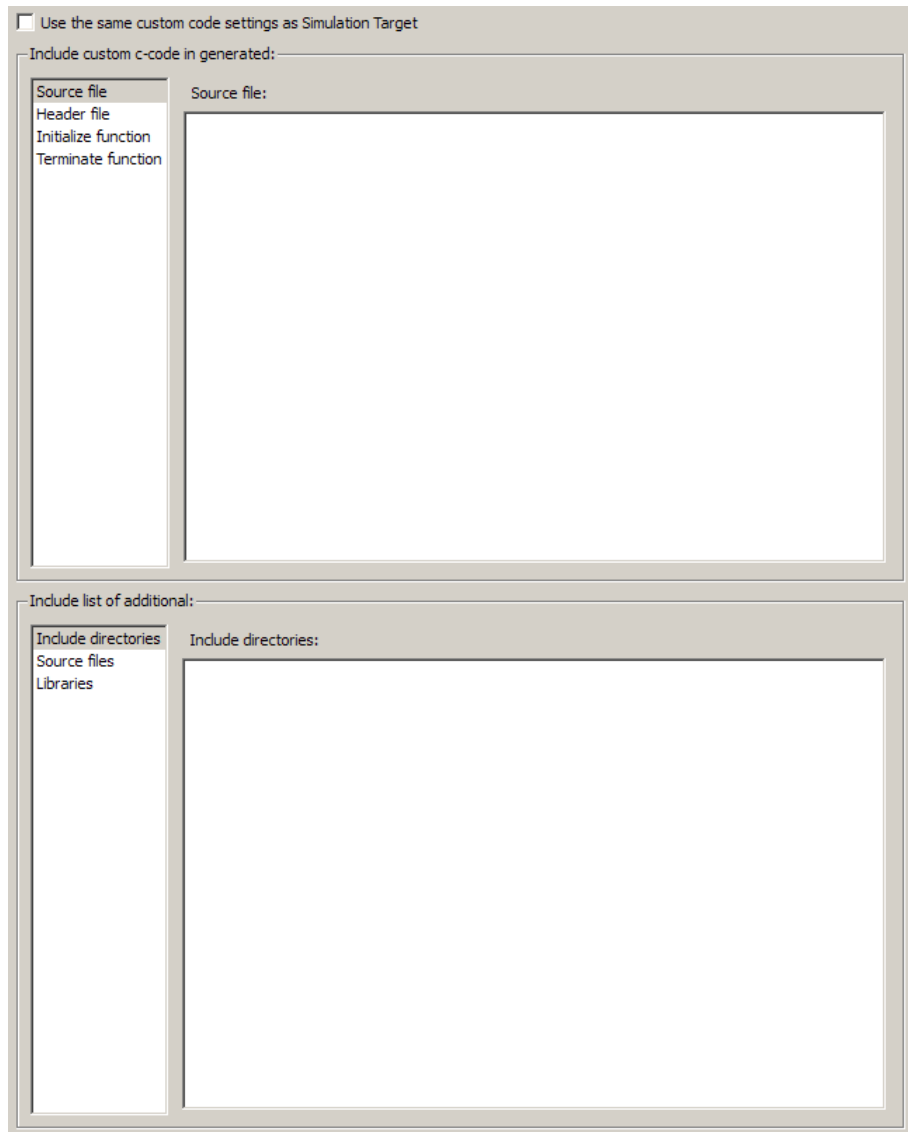 Use the same custom code settings as Simulation Target
Include custom c-code in generated:
Source file
Header file
Initialize function
Terminate function
Source file:
Include list of additional:
Include directories
Source files
Libraries
Include directories: